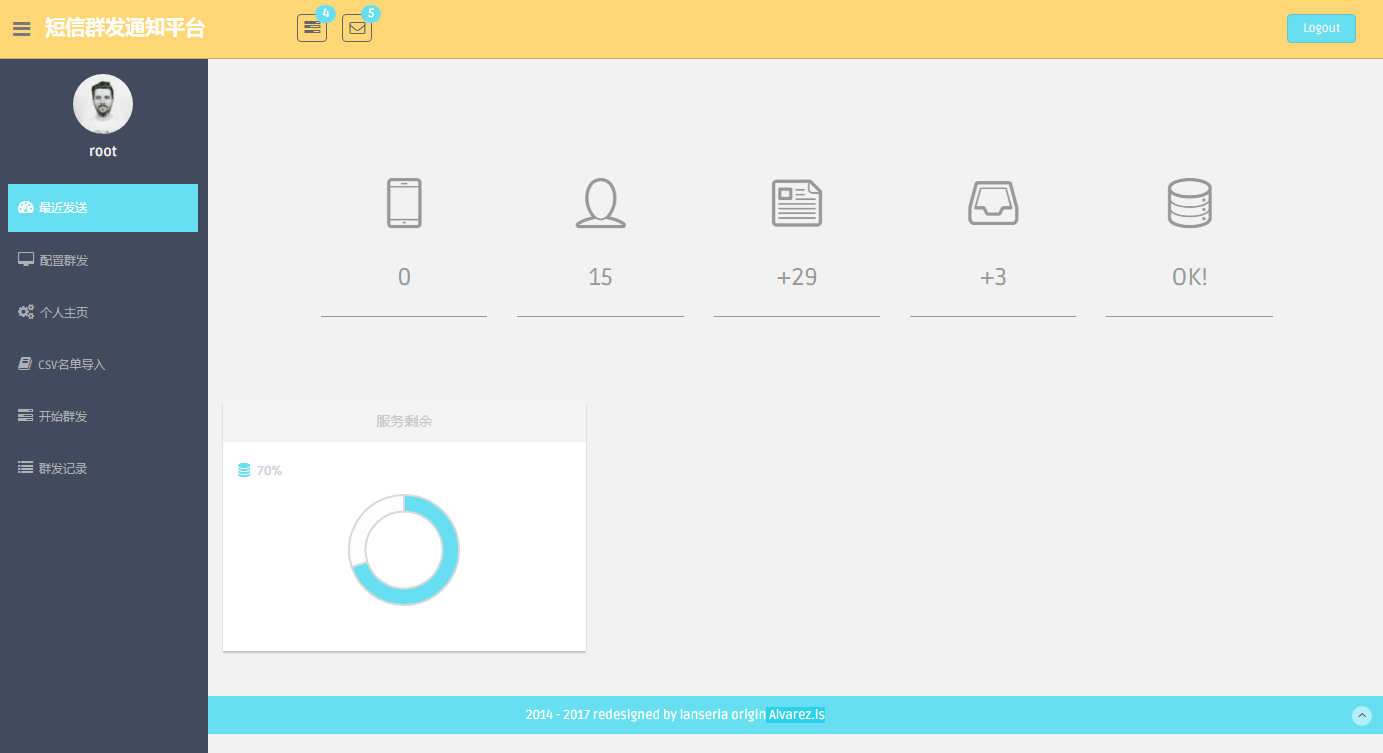 短信群发通知平台
4
5
Logout
root
最近发送
配置群发
个人主页
CSV名单导入
开始群发
群发记录
0
15
+29
+3
OK!
服务剩余
70%
2014 - 2017 redesigned by lanseria origin Alvarez.is